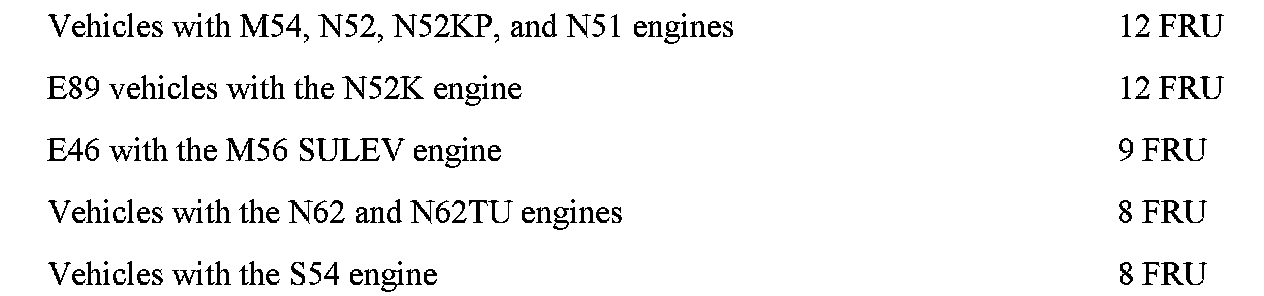 Vehicles with M54, N52, N52KP, and N51 engines 12 FRU
E89 vehicles with the N52K engine 12 FRU
E46 with the M56 SULEV engine 9 FRU
Vehicles with the N62 and N62TU engines 8 FRU
Vehicles with the S54 engine 8 FRU